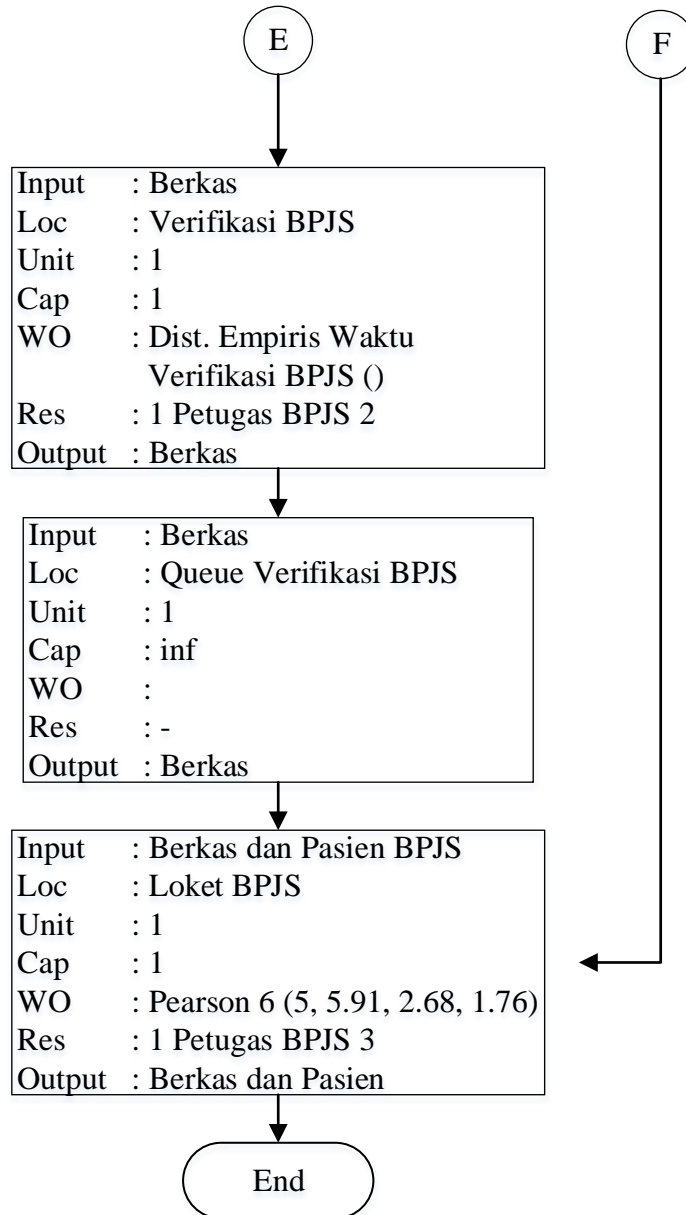 E
F
Input : Berkas
Loc : Verifikasi BPJS
Unit : 1
Cap : 1
WO : Dist. Empiris Waktu
Verifikasi BPJS ()
Res : 1 Petugas BPJS 2
Output : Berkas
Input : Berkas
Loc : Queue Verifikasi BPJS
Unit : 1
Cap : inf
WO :
Res : -
Output : Berkas
Input : Berkas dan Pasien BPJS
Loc : Loket BPJS
Unit : 1
Cap : 1
WO : Pearson 6 (5, 5.91, 2.68, 1.76)
Res : 1 Petugas BPJS 3
Output : Berkas dan Pasien
End